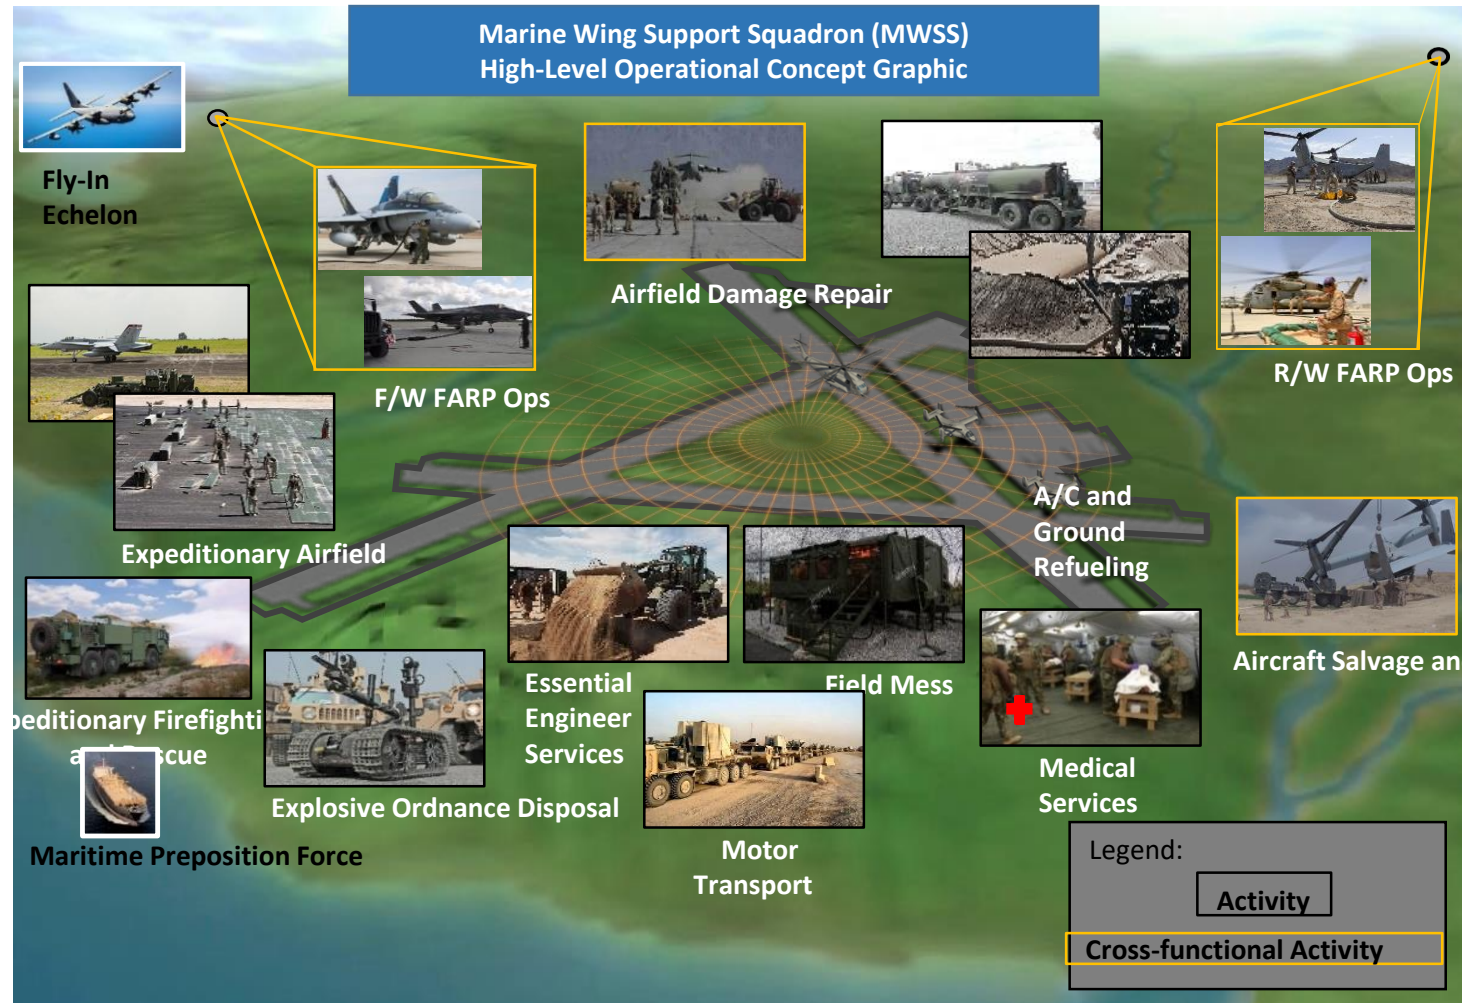 Marine Wing Support Squadron (MWSS)
High-Level Operational Concept Graphic
Fly-In
Echelon
Airfield Damage Repair
F/W FARP Ops
R/W FARP Ops
A/C and
Ground
Refueling
Expeditionary Airfield
Essential
Engineer
Services
Field Mess
Aircraft Salvage an
peditionary Firefighti
and Rescue
Explosive Ordnance Disposal
Medical
Services
Maritime Preposition Force
Motor
Transport
Legend:
Activity
Cross-functional Activity